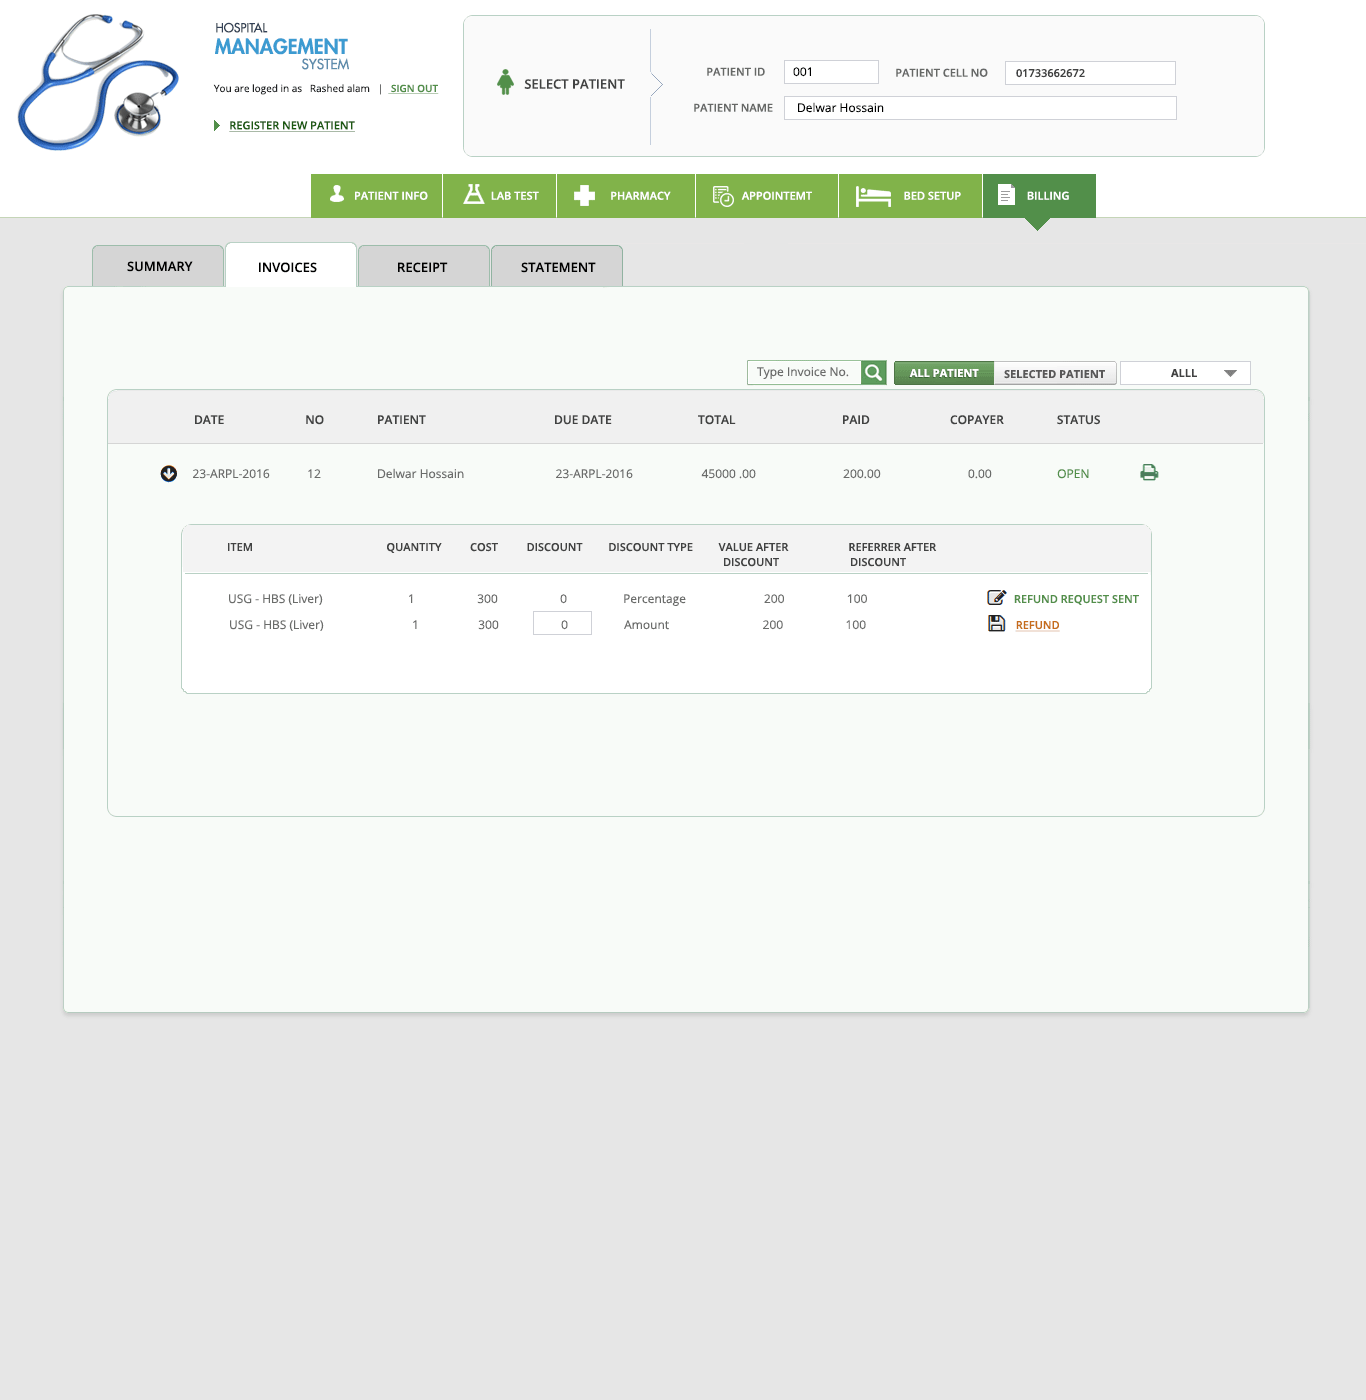 HOSPITAL
MANAGEMENT
SYSTEM
You are loged in as Rashed alam | SIGN OUT
REGISTER NEW PATIENT
SELECT PATIENT
PATIENT ID 001 PATIENT CELL NO 01733662672
PATIENT NAME Delwar Hossain
PATIENT INFO LAB TEST PHARMACY APPOINTEMT BED SETUP BILLING
SUMMARY INVOICES RECEIPT STATEMENT
Type Invoice No. ALL PATIENT SELECTED PATIENT ALLL
DATE NO PATIENT DUE DATE TOTAL PAID COPAYER STATUS
23-ARPL-2016 12 Delwar Hossain 23-ARPL-2016 45000 .00 200.00 0.00 OPEN
ITEM QUANTITY COST DISCOUNT DISCOUNT TYPE VALUE AFTER REFERRER AFTER
DISCOUNT DISCOUNT
USG - HBS (Liver) 1 300 0 Percentage 200 100 REFUND REQUEST SENT
USG - HBS (Liver) 1 300 0 Amount 200 100 REFUND